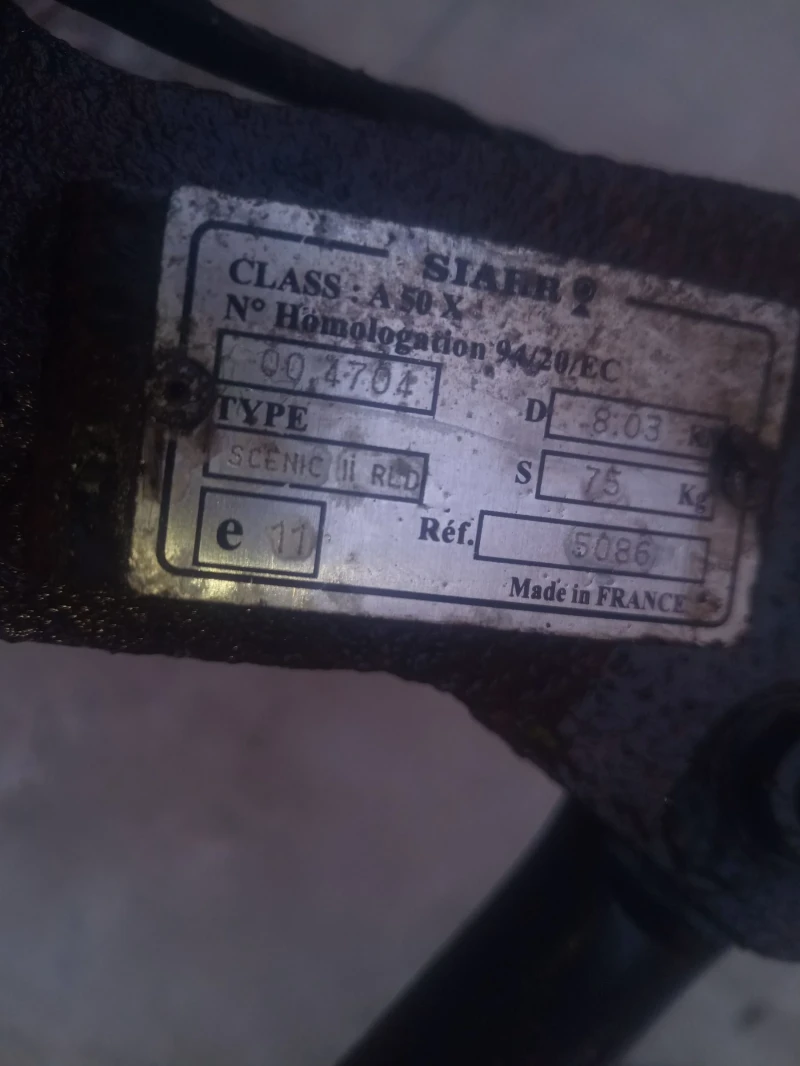 SIARR
CLASS : A 50 X
N° Homologation 94/20/EC
00.4704
D 8.03
TYPE
SCENIC ii RLD
S 75 Kg
e 11
Réf. 5086
Made in FRANCE